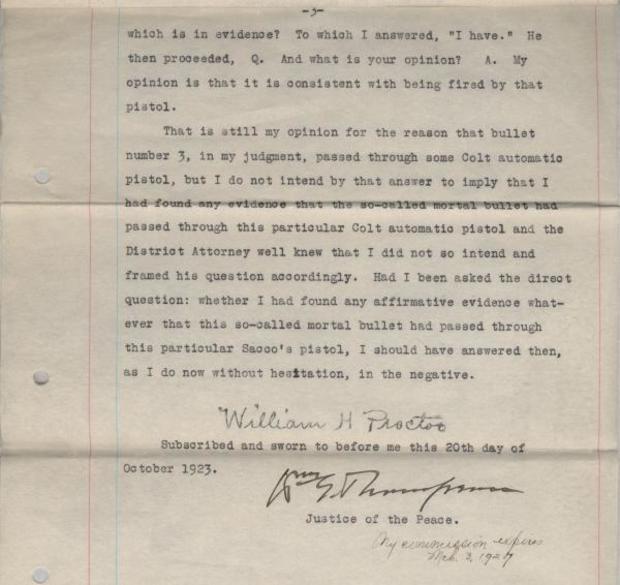 -3-
which is in evidence? To which I answered, "I have." He
then proceeded, Q. And what is your opinion? A. My
opinion is that it is consistent with being fired by that
pistol.
That is still my opinion for the reason that bullet
number 3, in my judgment, passed through some Colt automatic
pistol, but I do not intend by that answer to imply that I
had found any evidence that the so-called mortal bullet had
passed through this particular Colt automatic pistol and the
District Attorney well knew that I did not so intend and
framed his question accordingly. Had I been asked the direct
question: whether I had found any affirmative evidence what-
ever that this so-called mortal bullet had passed through
this particular Sacco's pistol, I should have answered then,
as I do now without hesitation, in the negative.
William H Proctor
Subscribed and sworn to before me this 20th day of
October 1923.
Wm G. Thompson
Justice of the Peace.
My commission expires
3, 19